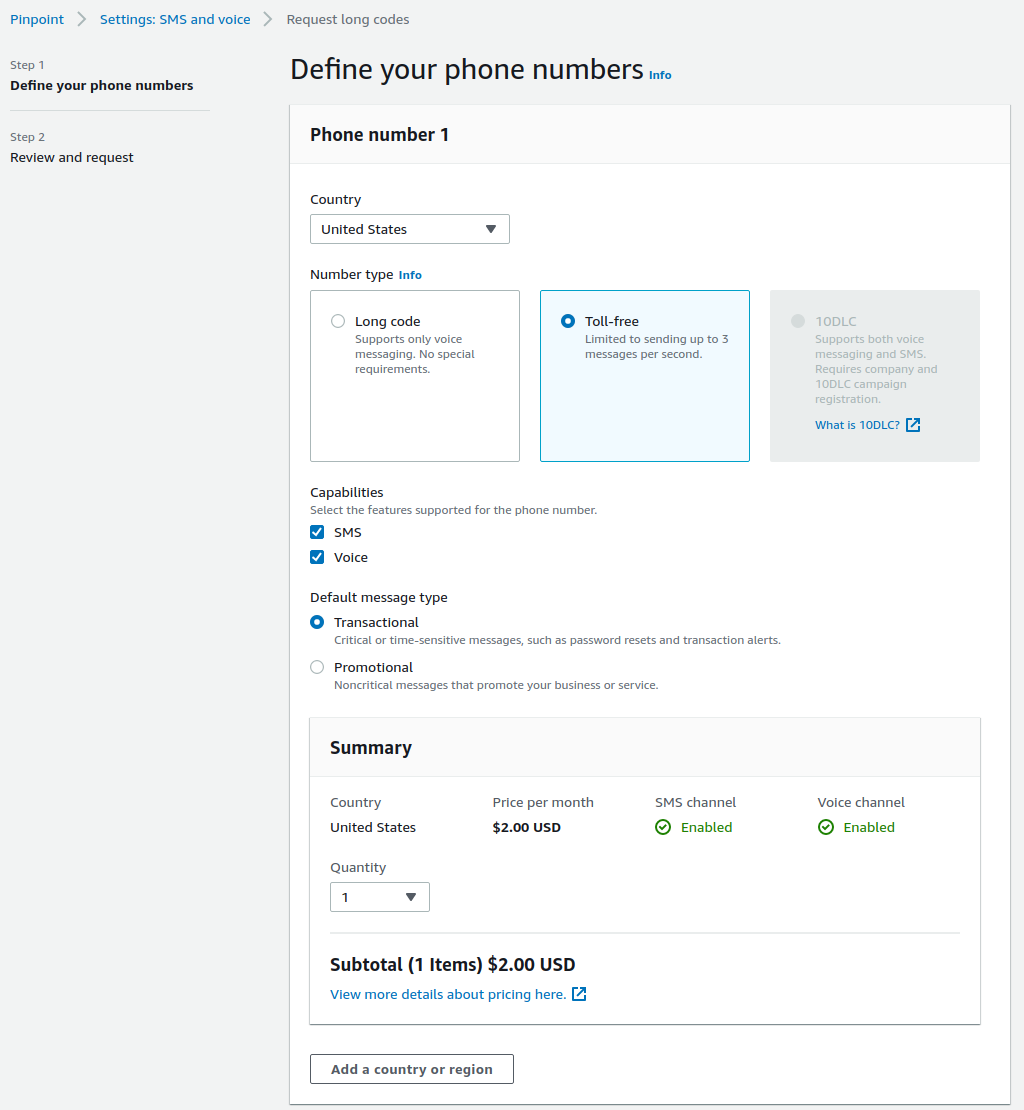 Pinpoint Settings: SMS and voice Request long codes
Step 1
Define your phone numbers
Step 2
Review and request
Define your phone numbers Info
Phone number 1
Country
United States
Number type Info
Long code
Supports only voice
messaging. No special
requirements.
Toll-free
Limited to sending up to 3
messages per second.
10DLC
Supports both voice
messaging and SMS.
Requires company and
10DLC campaign
registration.
What is 10DLC?
Capabilities
Select the features supported for the phone number.
SMS
Voice
Default message type
Transactional
Critical or time-sensitive messages, such as password resets and transaction alerts.
Promotional
Noncritical messages that promote your business or service.
Summary
Country Price per month SMS channel Voice channel
United States $2.00 USD Enabled Enabled
Quantity
1
Subtotal (1 Items) $2.00 USD
View more details about pricing here.
Add a country or region